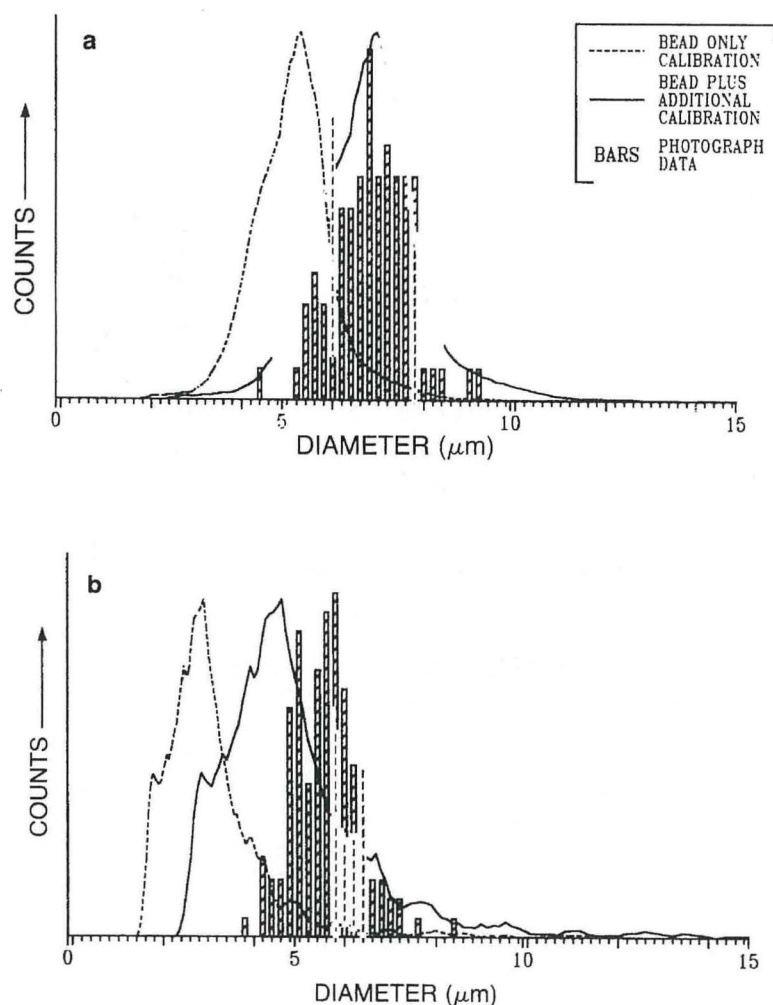 a
BEAD ONLY
CALIBRATION
BEAD PLUS
ADDITIONAL
CALIBRATION
BARS PHOTOGRAPH
DATA
COUNTS
0 5 10 15
DIAMETER (μm)
b
COUNTS
0 5 10 15
DIAMETER (μm)